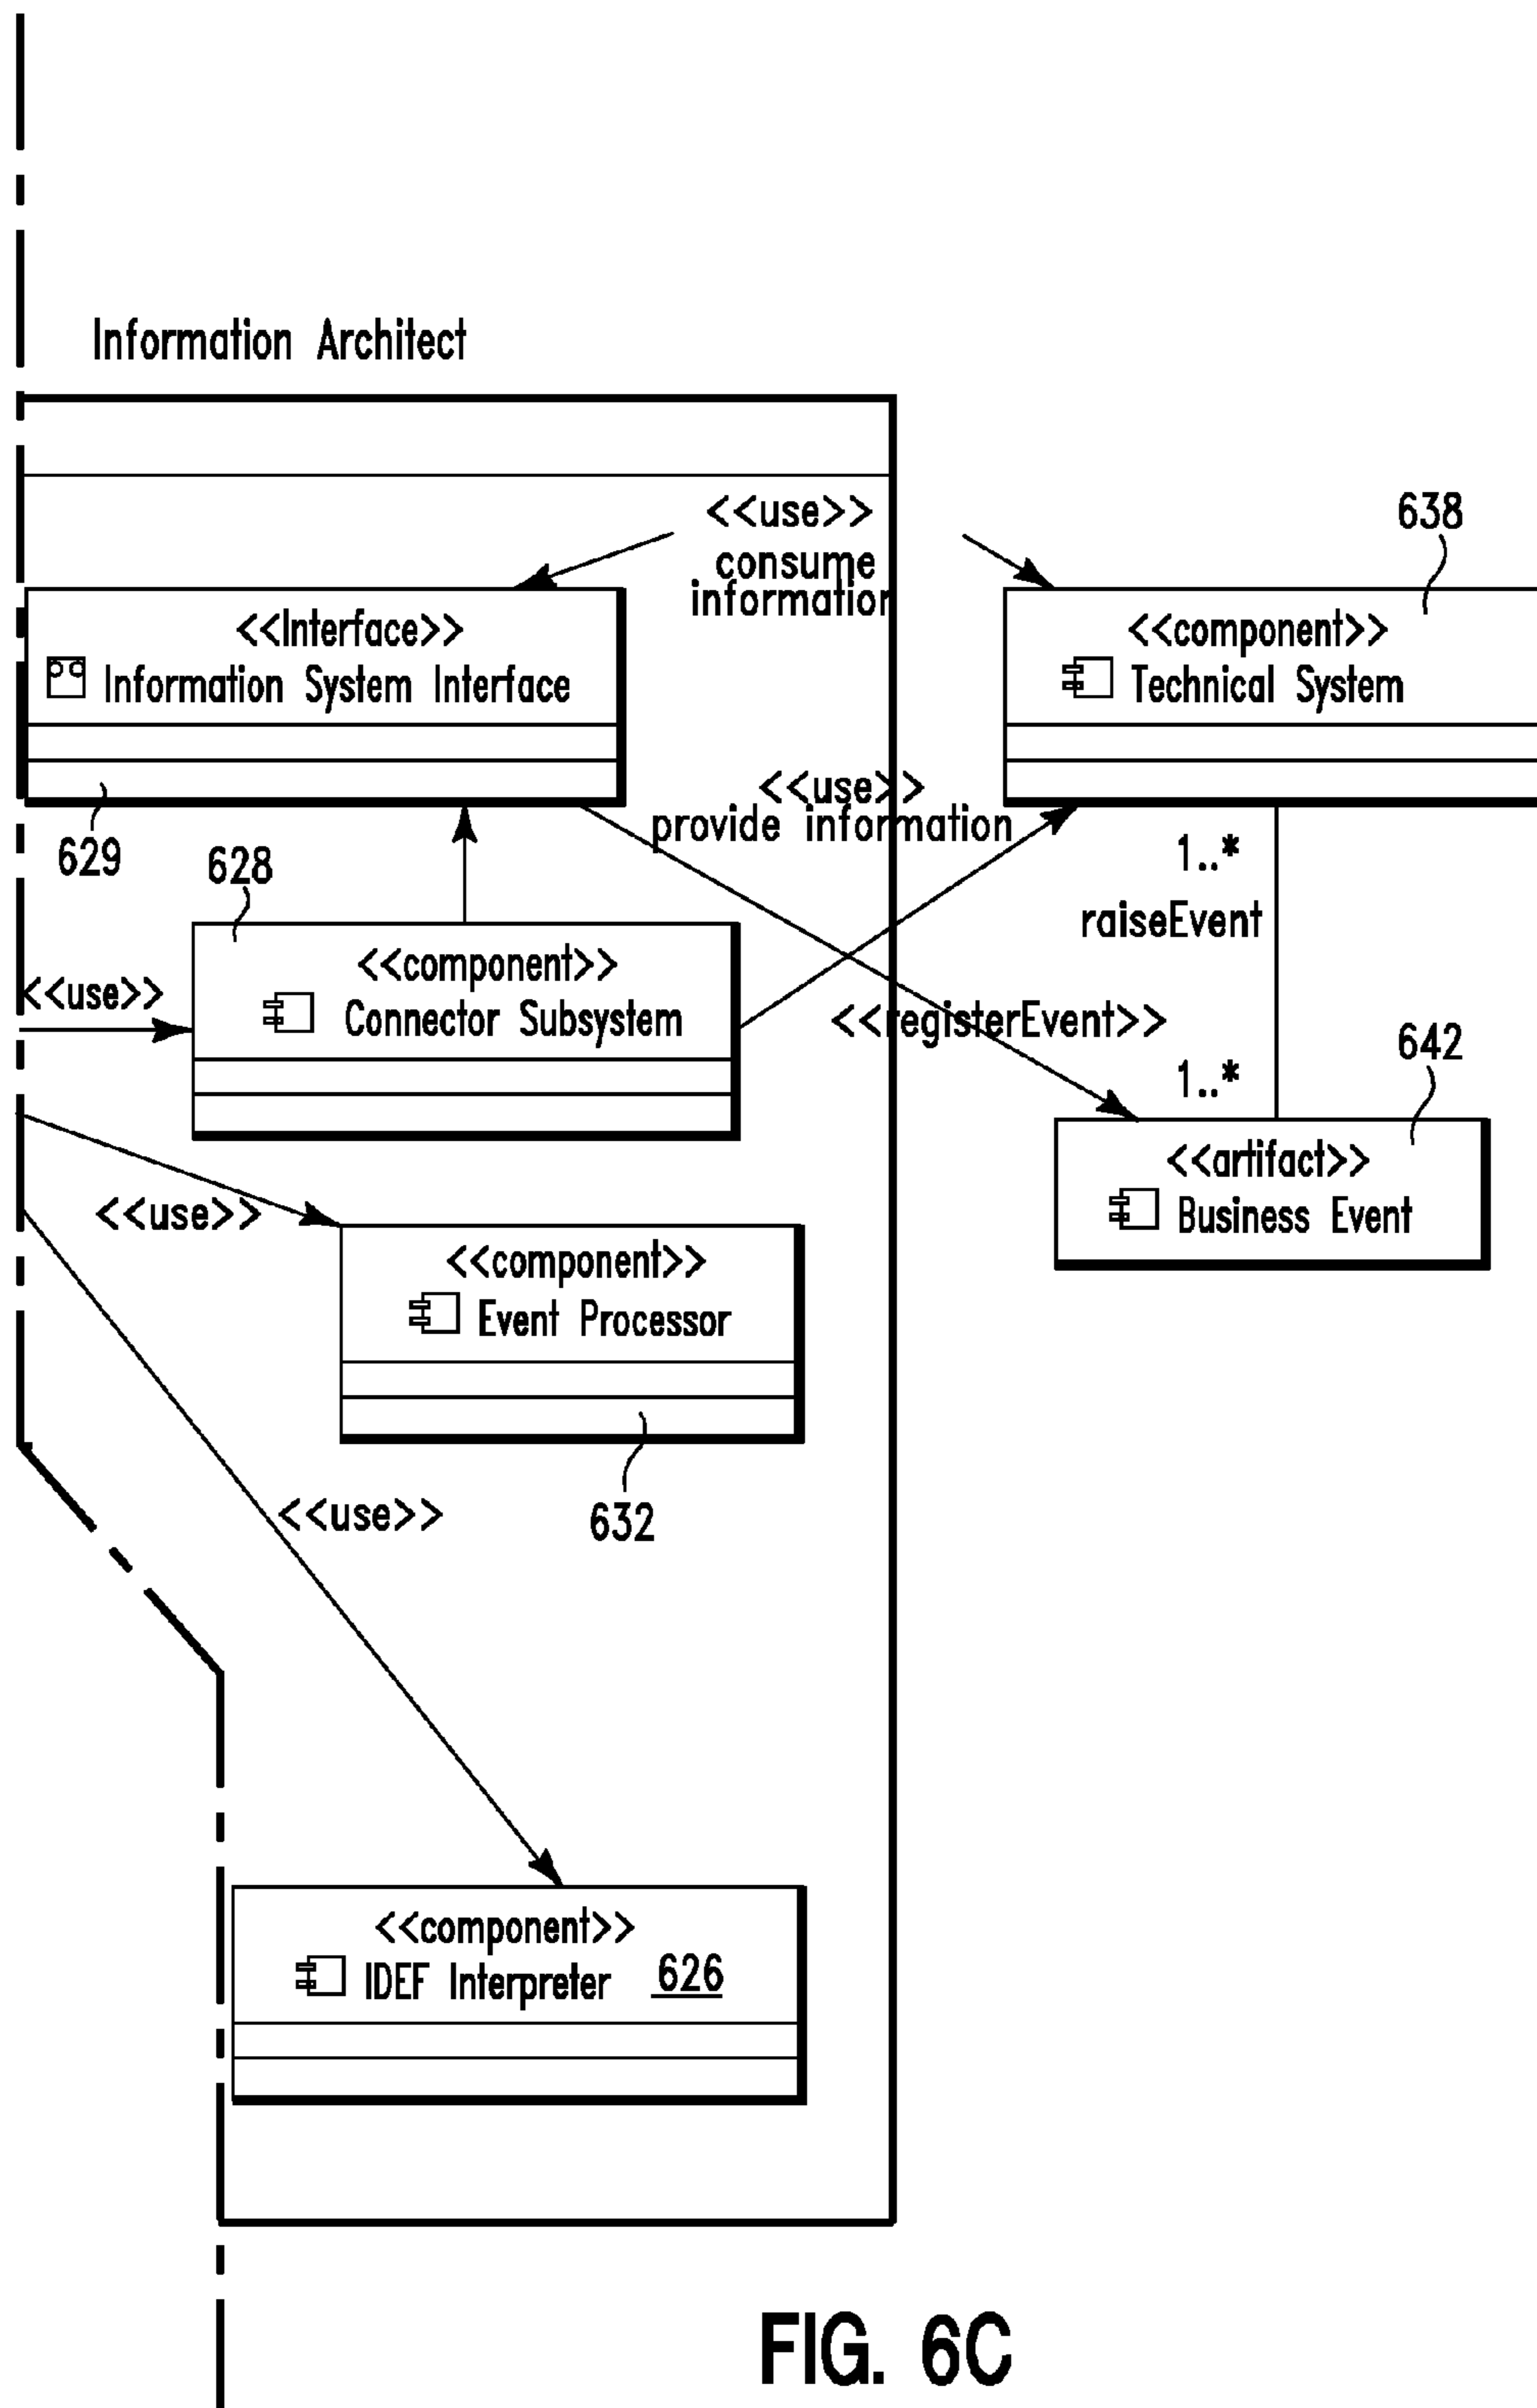 Information Architect
<<use>>
consume
information
638
<<Interface>>
Information System Interface
<<component>>
Technical System
629
<<use>>
provide information
628
1..*
raiseEvent
<<component>>
Connector Subsystem
<<use>>
<<registerEvent>>
1..*
642
<<artifact>>
Business Event
<<use>>
<<component>>
Event Processor
632
<<use>>
<<component>>
IDEF Interpreter 626
FIG. 6C